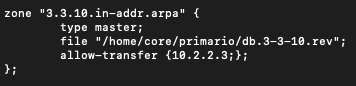 zone "3.3.10.in-addr.arpa" {
        type master;
        file "/home/core/primario/db.3-3-10.rev";
        allow-transfer {10.2.2.3;};
};